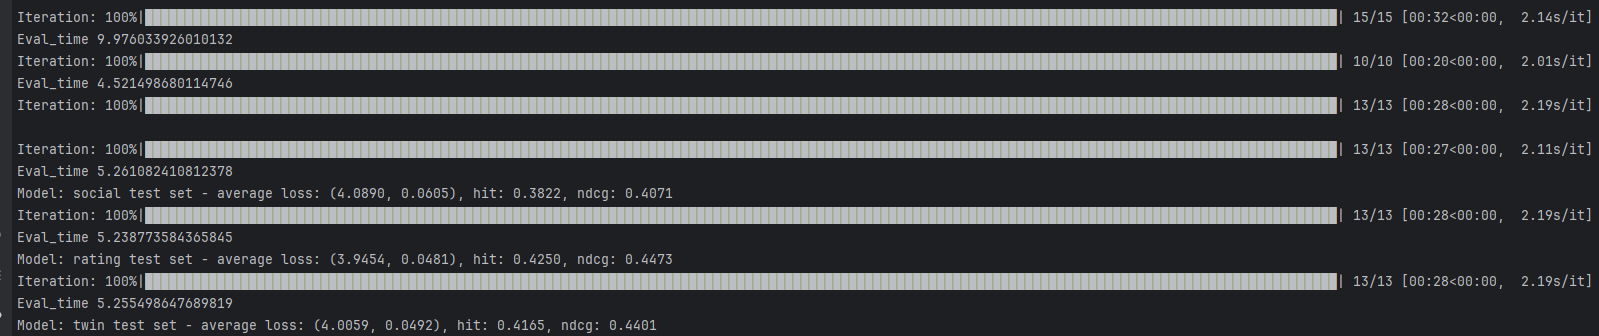 Iteration: 100%| | 15/15 [00:32<00:00,  2.14s/it]
Eval_time 9.976033926010132
Iteration: 100%| | 10/10 [00:20<00:00,  2.01s/it]
Eval_time 4.521498680114746
Iteration: 100%| | 13/13 [00:28<00:00,  2.19s/it]
Iteration: 100%| | 13/13 [00:27<00:00,  2.11s/it]
Eval_time 5.261082410812378
Model: social test set - average loss: (4.0890, 0.0605), hit: 0.3822, ndcg: 0.4071
Iteration: 100%| | 13/13 [00:28<00:00,  2.19s/it]
Eval_time 5.238773584365845
Model: rating test set - average loss: (3.9454, 0.0481), hit: 0.4250, ndcg: 0.4473
Iteration: 100%| | 13/13 [00:28<00:00,  2.19s/it]
Eval_time 5.255498647689819
Model: twin test set - average loss: (4.0059, 0.0492), hit: 0.4165, ndcg: 0.4401